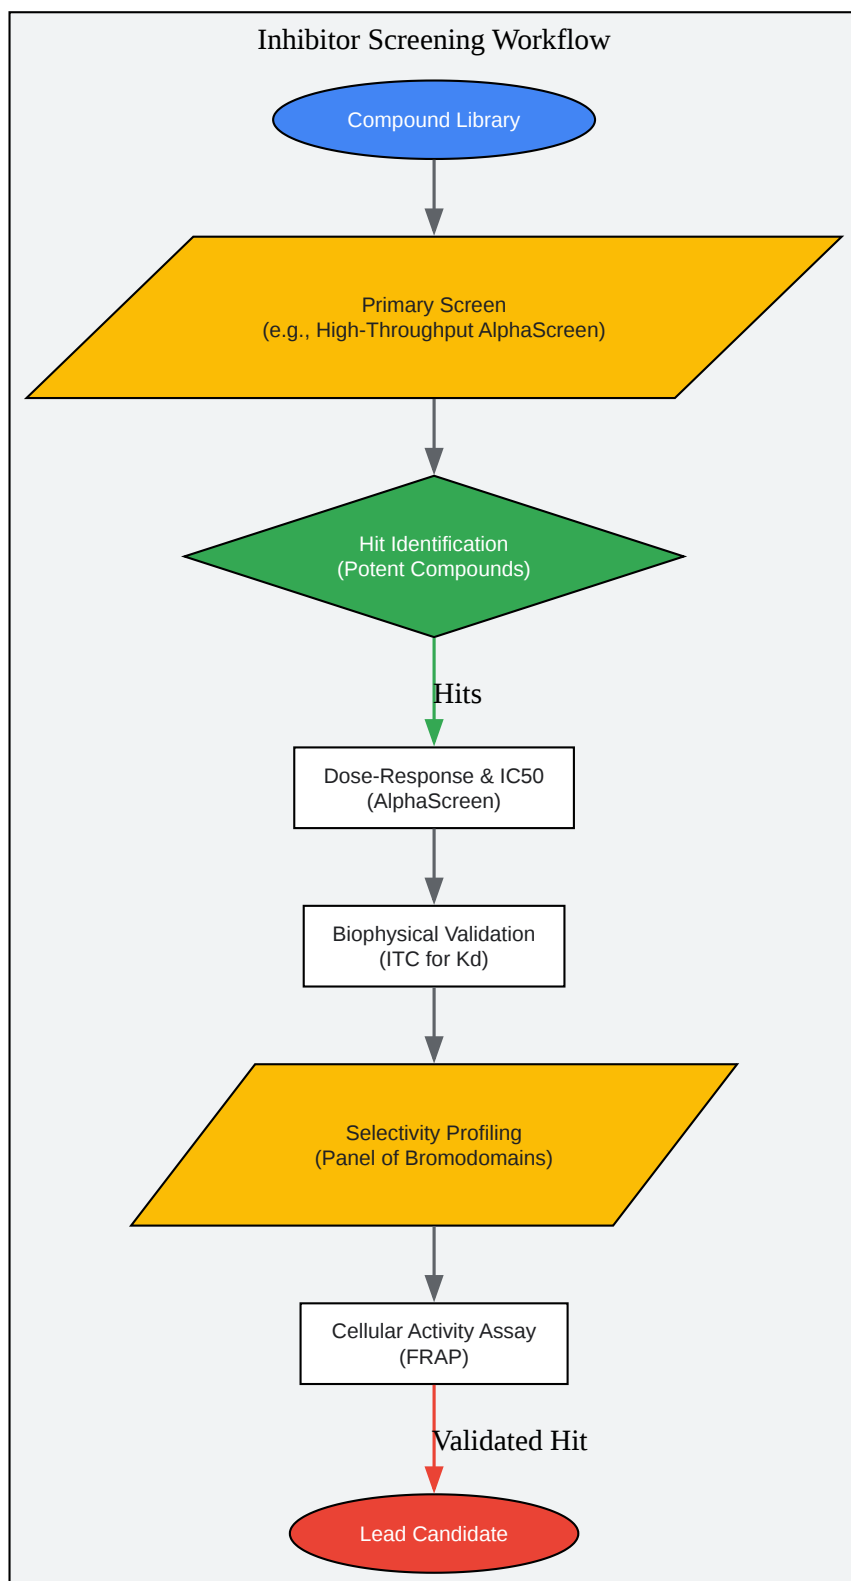 Inhibitor Screening Workflow
Compound Library
Primary Screen
(e.g., High-Throughput AlphaScreen)
Hit Identification
(Potent Compounds)
Hits
Dose-Response & IC50
(AlphaScreen)
Biophysical Validation
(ITC for Kd)
Selectivity Profiling
(Panel of Bromodomains)
Cellular Activity Assay
(FRAP)
Validated Hit
Lead Candidate